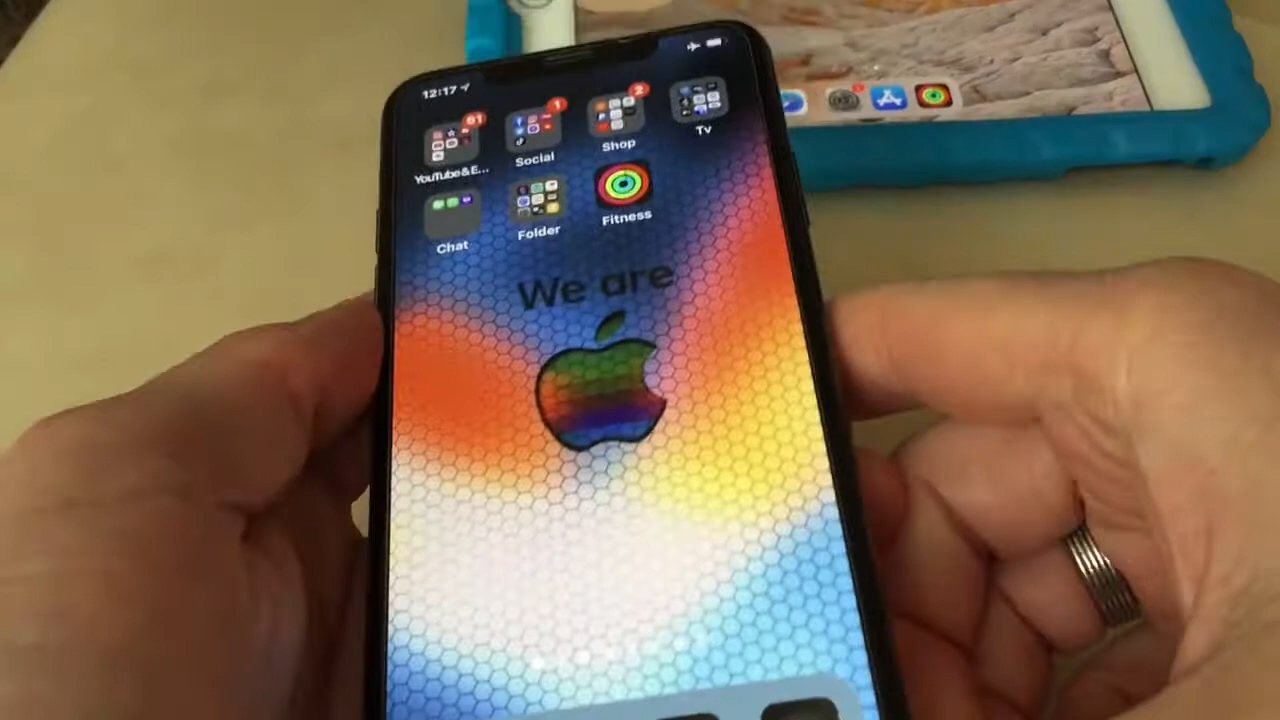 12:17
61
1
2
YouTube & E...
Social
Shop
Tv
Chat
Folder
Fitness
We are